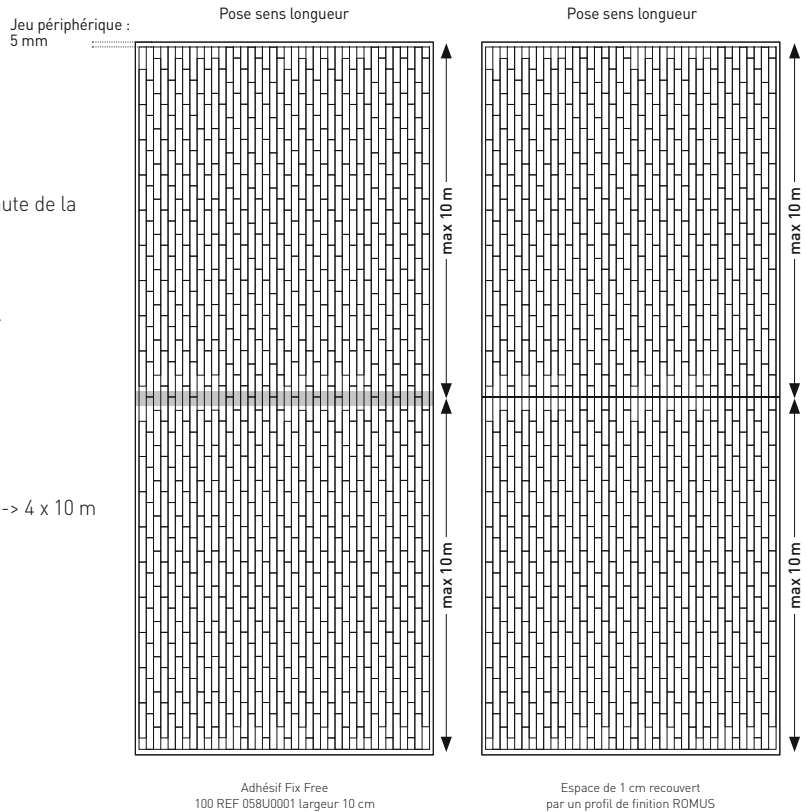 Pose sens longueur
Pose sens longueur
Jeu périphérique :
5 mm
max 10 m
max 10 m
de la
-> 4 x 10 m
max 10 m
max 10 m
Adhésif Fix Free
100 REF 058U0001 largeur 10 cm
Espace de 1 cm recouvert
par un profil de finition ROMUS